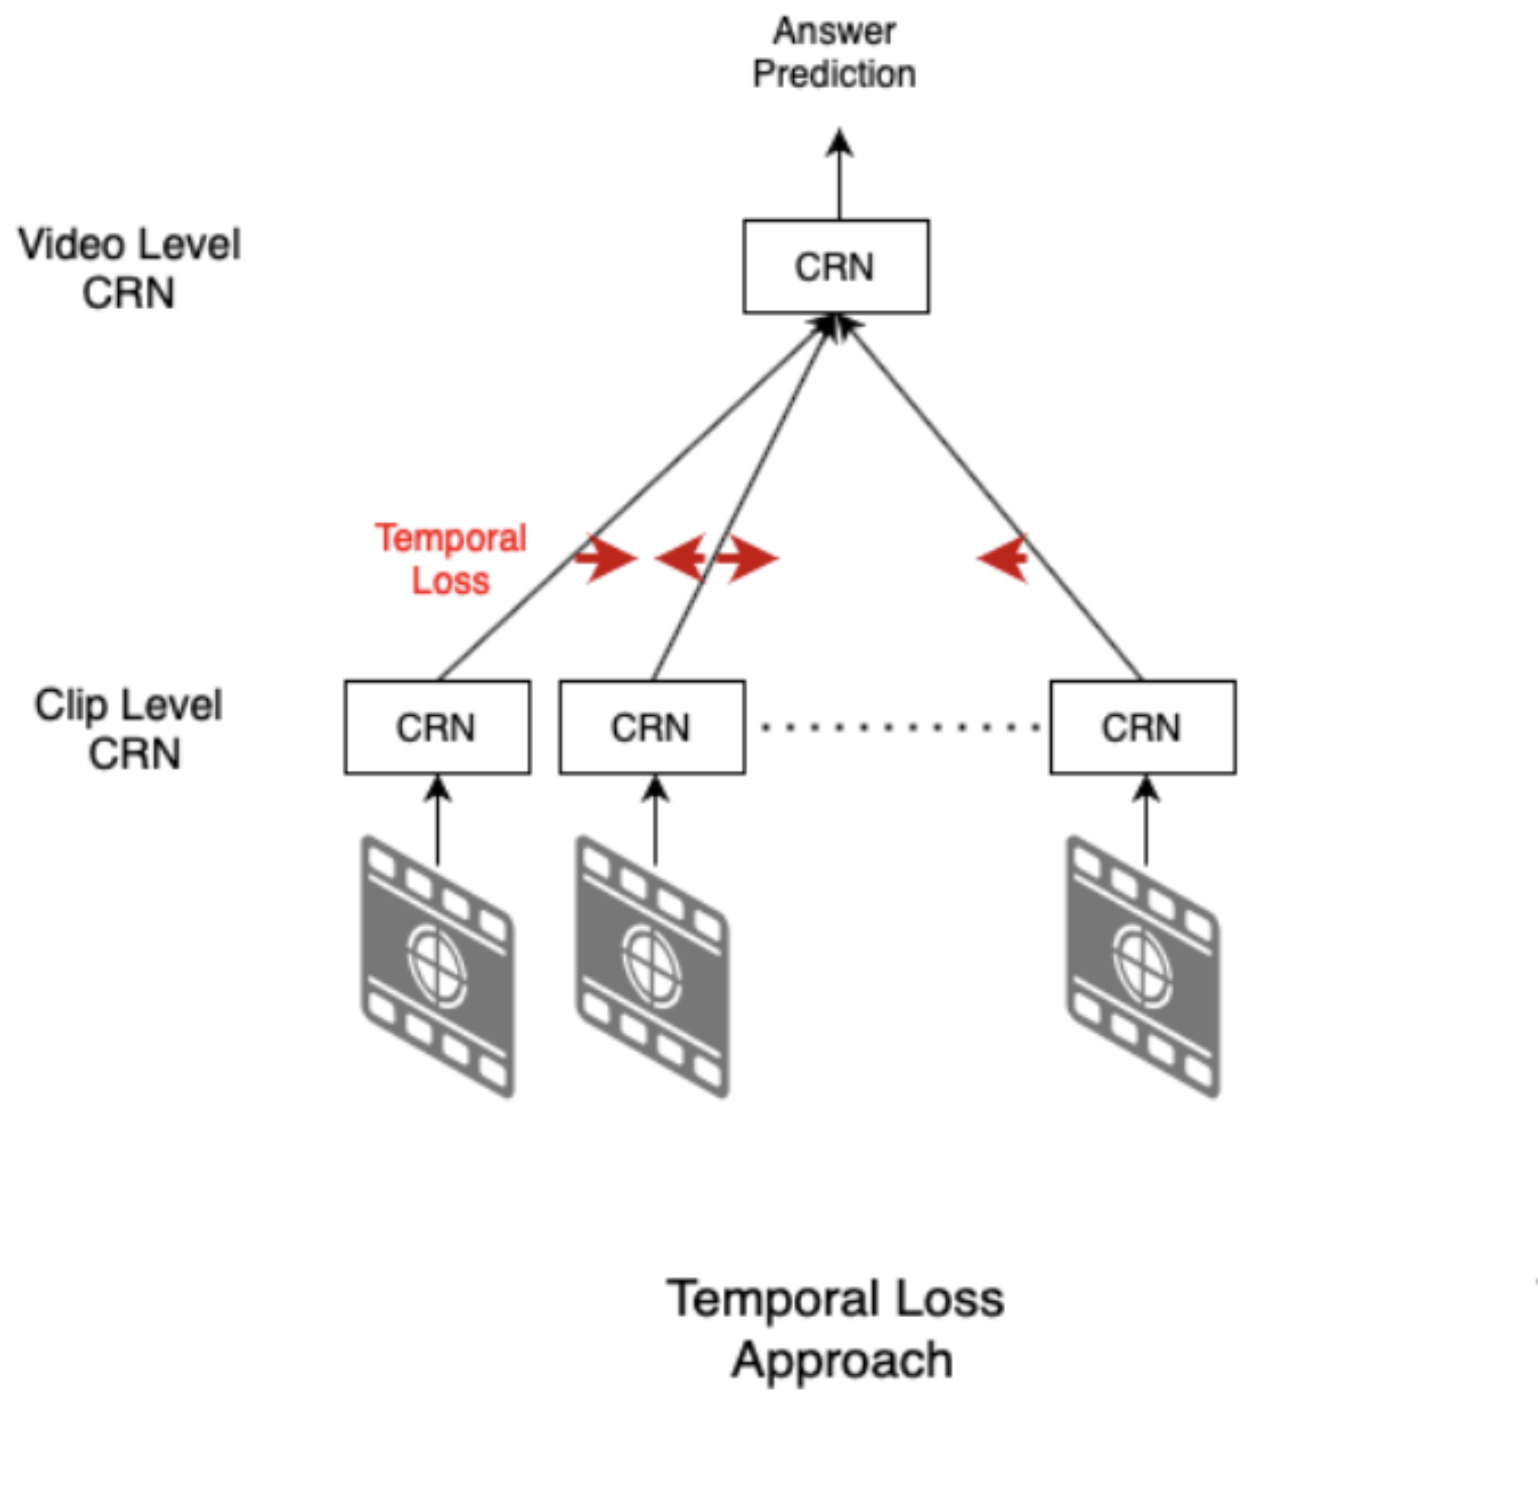 Answer
Prediction
Video Level
CRN
CRN
Temporal
Loss
Clip Level
CRN
CRN
CRN
CRN
Temporal Loss
Approach